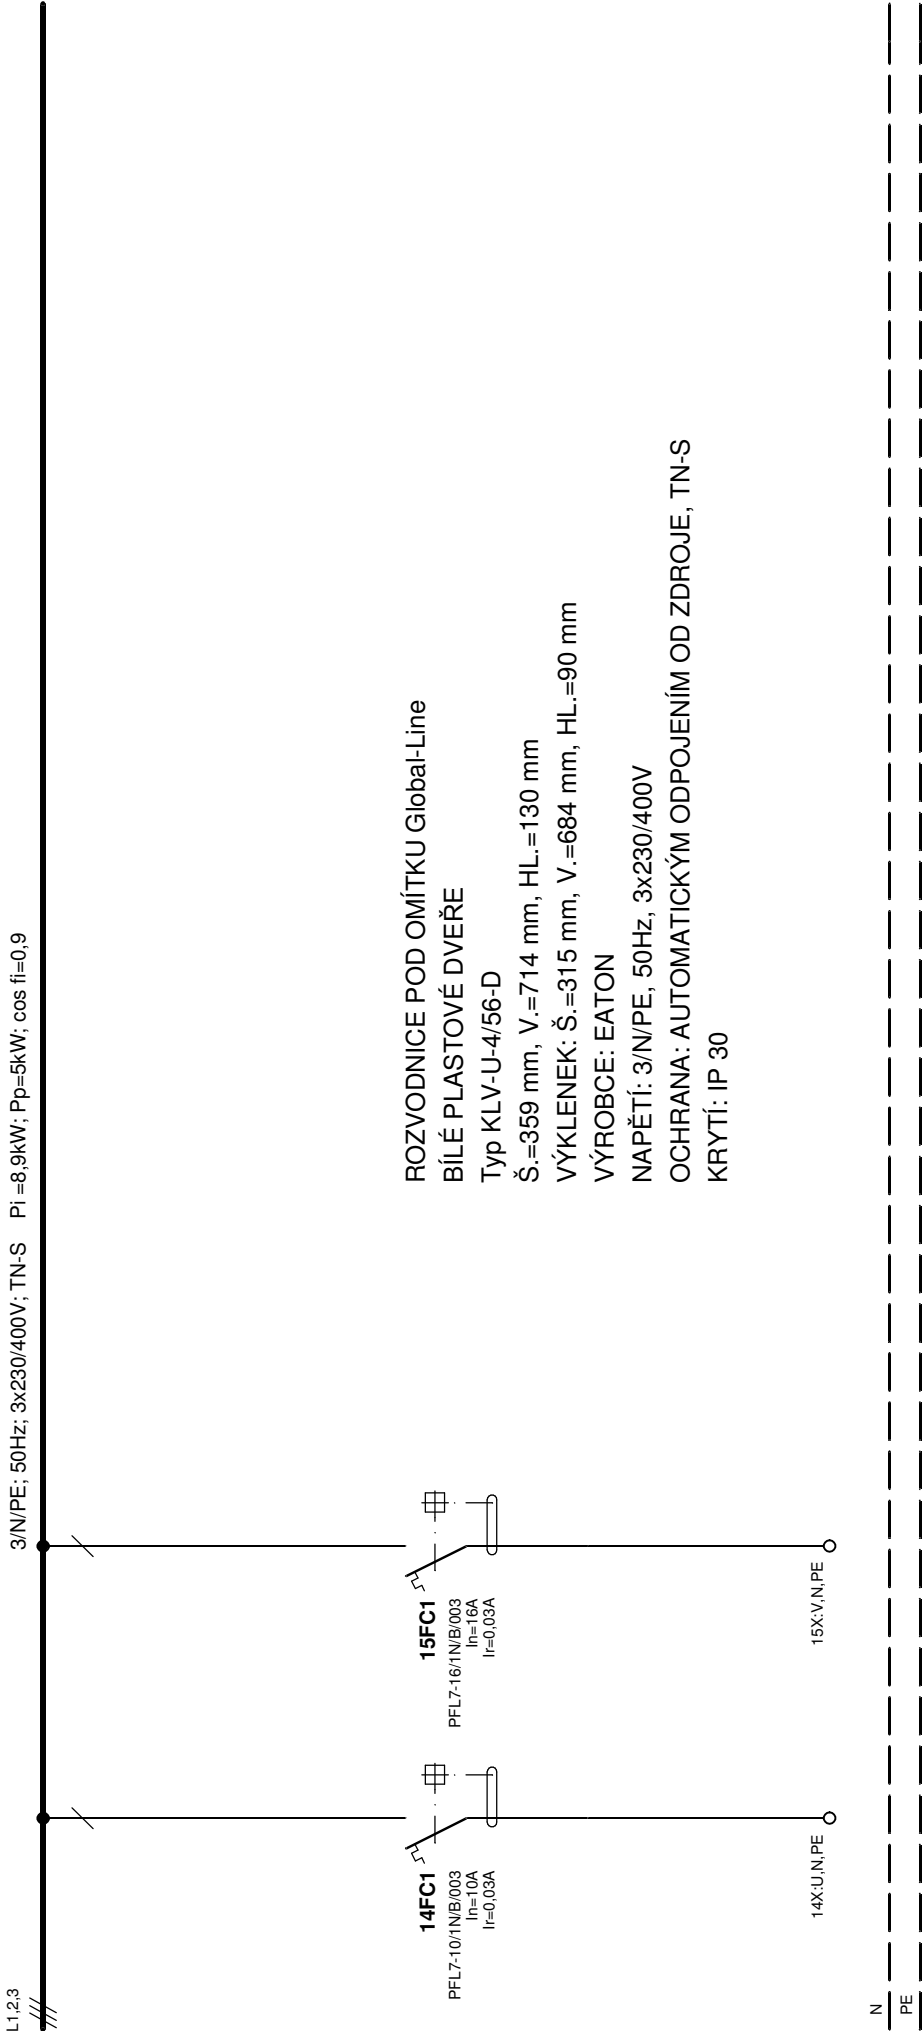 L1,2,3
3/N/PE; 50Hz; 3x230/400V; TN-S Pi =8,9kW; Pp=5kW; cos fi=0,9
14FC1
PFL7-10/1N/B/003
In=10A
Ir=0,03A
14X:U,N,PE
15FC1
PFL7-16/1N/B/003
In=16A
Ir=0,03A
15X:V,N,PE
ROZVODNICE POD OMÍTKU Global-Line
BÍLÉ PLASTOVÉ DVEŘE
Typ KLV-U-4/56-D
Š.=359 mm, V.=714 mm, HL.=130 mm
VÝKLENEK: Š.=315 mm, V.=684 mm, HL.=90 mm
VÝROBCE: EATON
NAPĚTÍ: 3/N/PE, 50Hz, 3x230/400V
OCHRANA: AUTOMATICKÝM ODPOJENÍM OD ZDROJE, TN-S
KRYTÍ: IP 30
N
PE